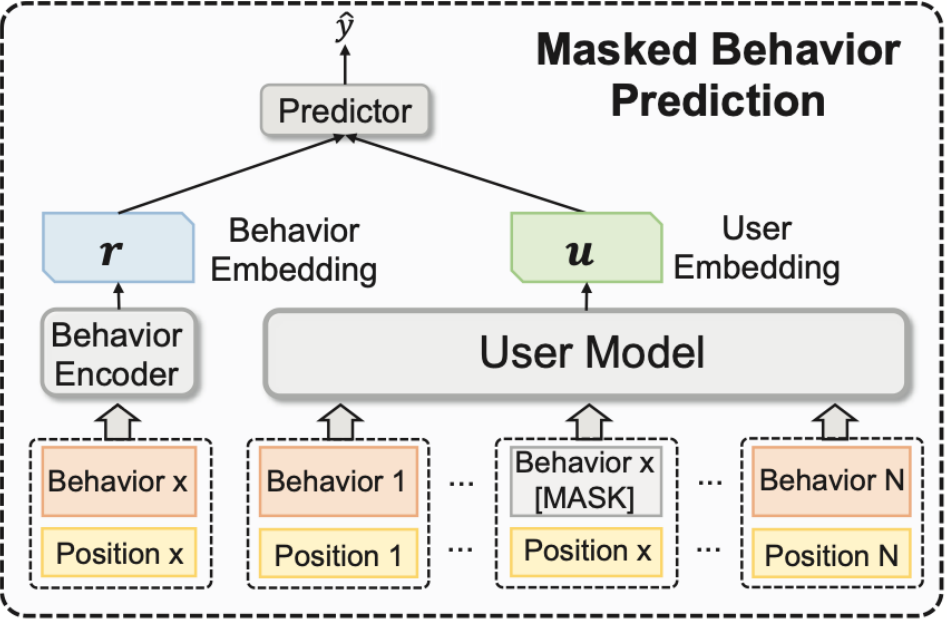 ŷ
Masked Behavior
Prediction
Predictor
r
Behavior
Embedding
u
User
Embedding
Behavior
Encoder
User Model
Behavior x
Behavior 1
...
Behavior x
[MASK]
...
Behavior N
Position x
Position 1
...
Position x
...
Position N